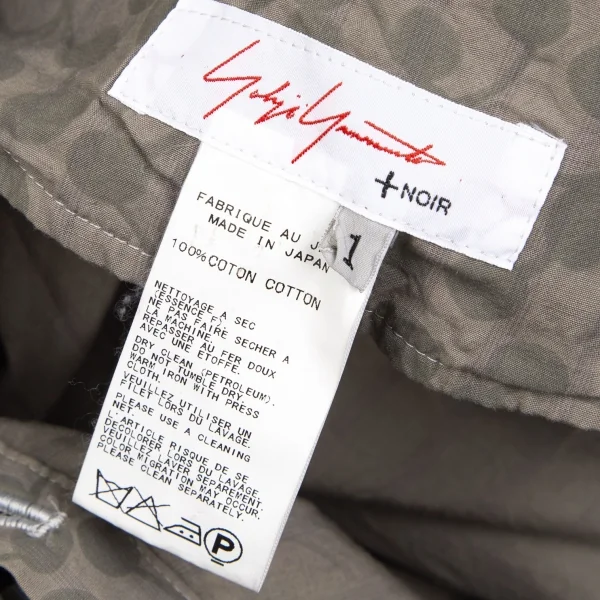 Yohji Yamamoto
+NOIR
1
FABRIQUE AU J
MADE IN JAPAN
100% COTON COTTON
NETTOYAGE A SEC
(ESSENCE F)
NE PAS FAIRE SECHER A
LA MACHINE.
REPASSER AU FER DOUX
AVEC UNE ETOFFE.
DRY CLEAN (PETROLEUM).
DO NOT TUMBLE DRY.
WARM IRON WITH PRESS
CLOTH.
VEUILLEZ UTILISER UN
FILET LORS DU LAVAGE.
PLEASE USE A CLEANING
NET.
L'ARTICLE RISQUE DE SE
DECOLORER LORS DU LAVAGE.
VEUILLEZ LAVER SEPAREMENT.
COLOR MIGRATION MAY OCCUR.
PLEASE CLEAN SEPARATELY.
P